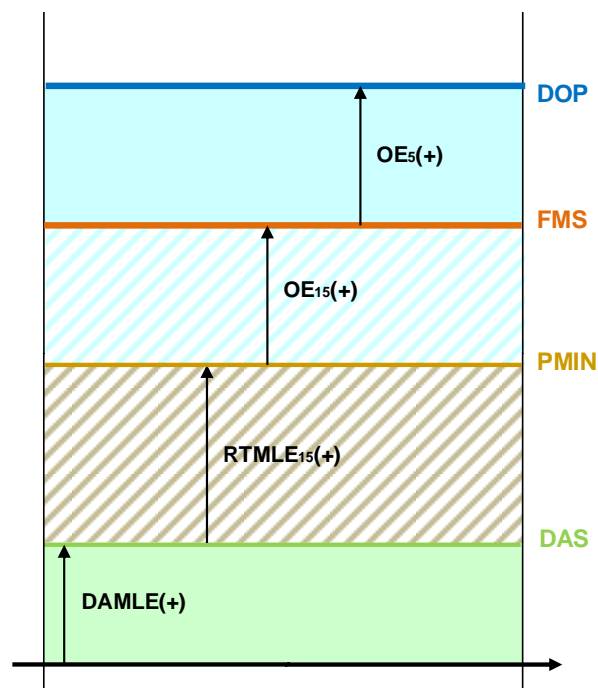 DOP
OE5(+)
FMS
OE15(+)
PMIN
RTMLE15(+)
DAS
DAMLE(+)